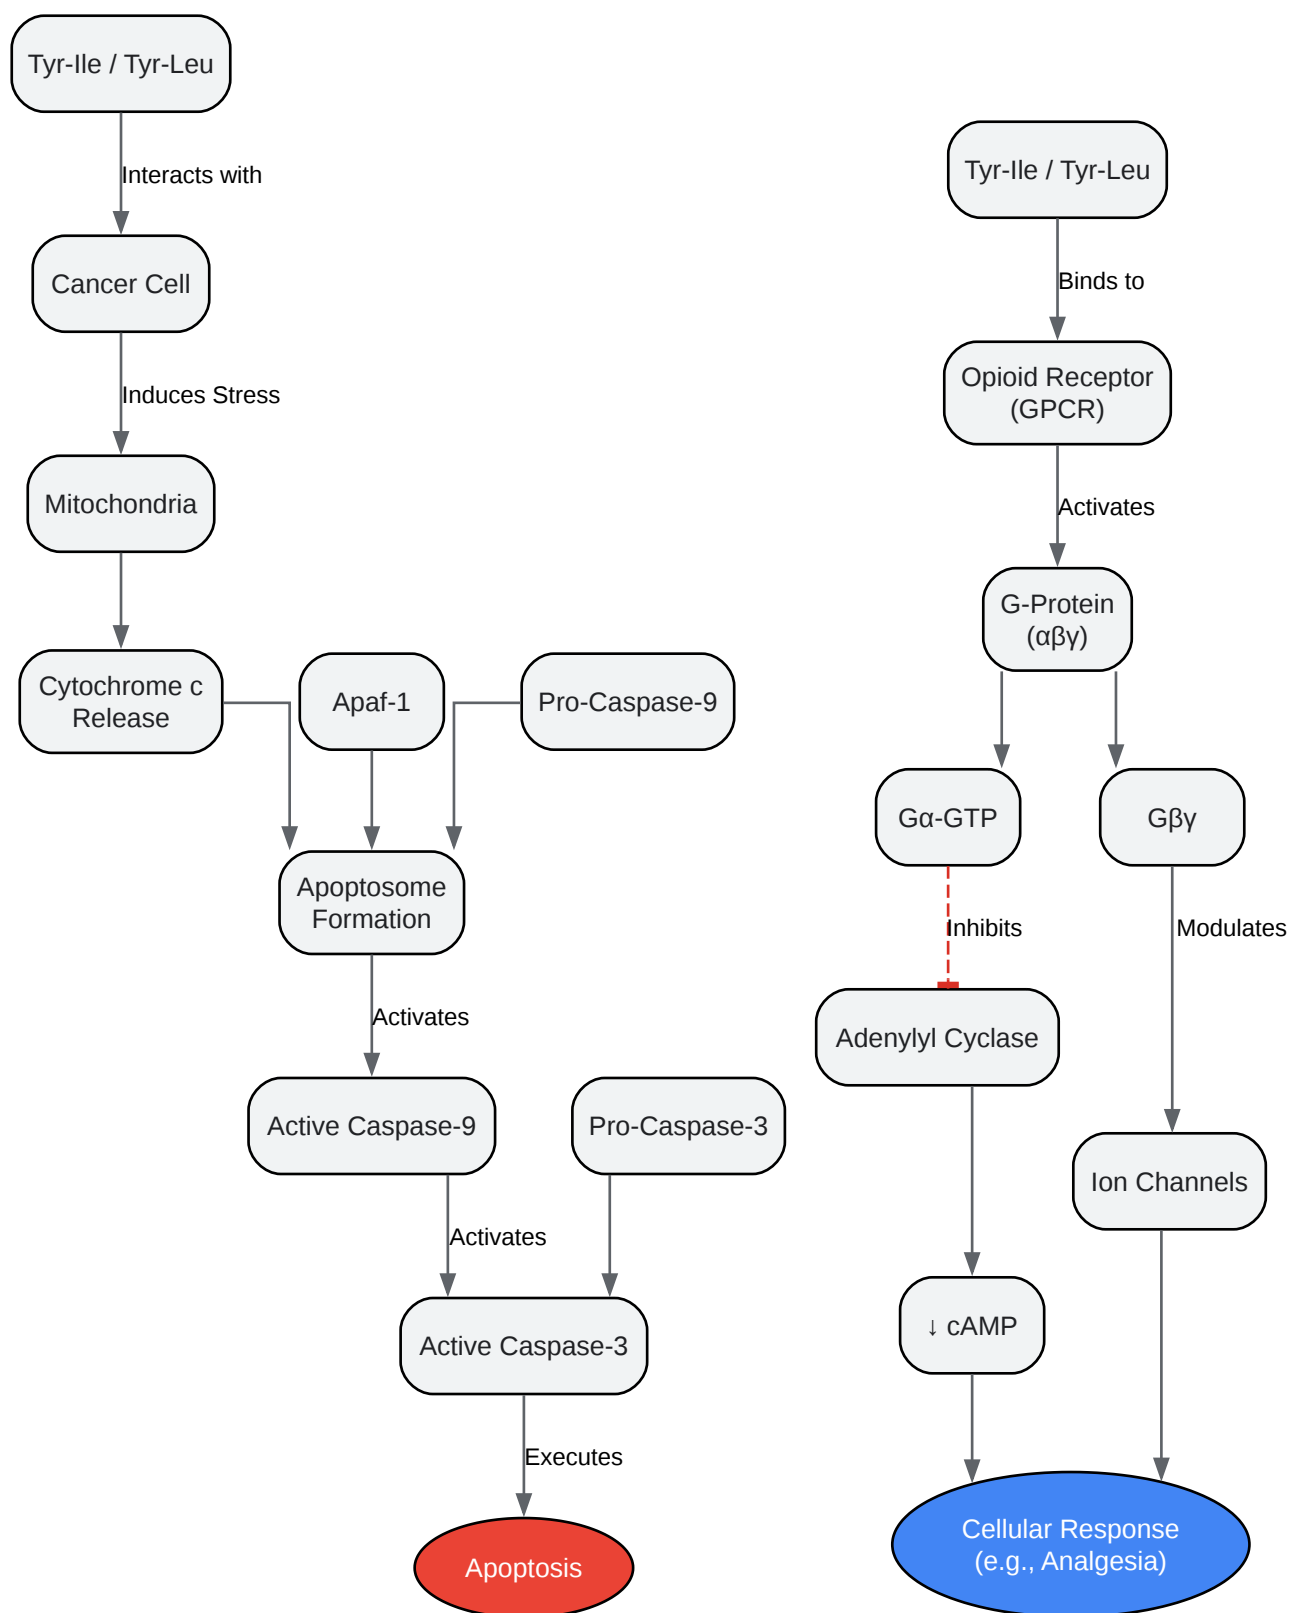 Tyr-Ile / Tyr-Leu
Interacts with
Cancer Cell
Induces Stress
Mitochondria
Cytochrome c
Release
Apaf-1
Pro-Caspase-9
Apoptosome
Formation
Activates
Active Caspase-9
Pro-Caspase-3
Activates
Active Caspase-3
Executes
Apoptosis
Tyr-Ile / Tyr-Leu
Binds to
Opioid Receptor
(GPCR)
Activates
G-Protein
(αβγ)
Gα-GTP
Gβγ
Inhibits
Modulates
Adenylyl Cyclase
Ion Channels
↓ cAMP
Cellular Response
(e.g., Analgesia)